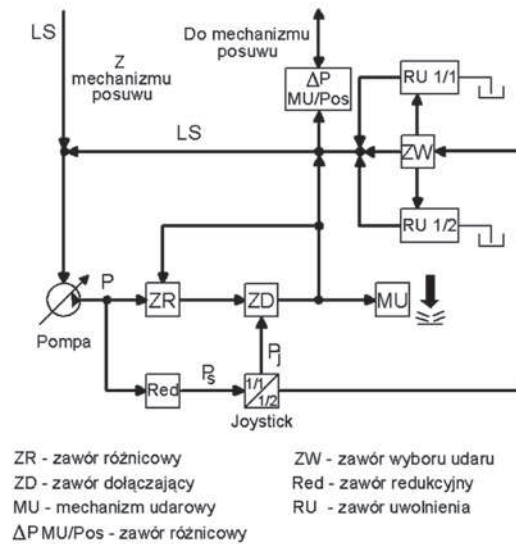 LS
Z
mechanizmu
posuwu
Do mechanizmu
posuwu
ΔP
MU/Pos
RU 1/1
LS
ZW
RU 1/2
P
ZR
ZD
MU
Pompa
Pj
Red
Ps
1/1
1/2
Joystick
ZR - zawór różnicowy
ZD - zawór dołączający
MU - mechanizm udarowy
ΔP MU/Pos - zawór różnicowy
ZW - zawór wyboru udaru
Red - zawór redukcyjny
RU - zawór uwolnienia